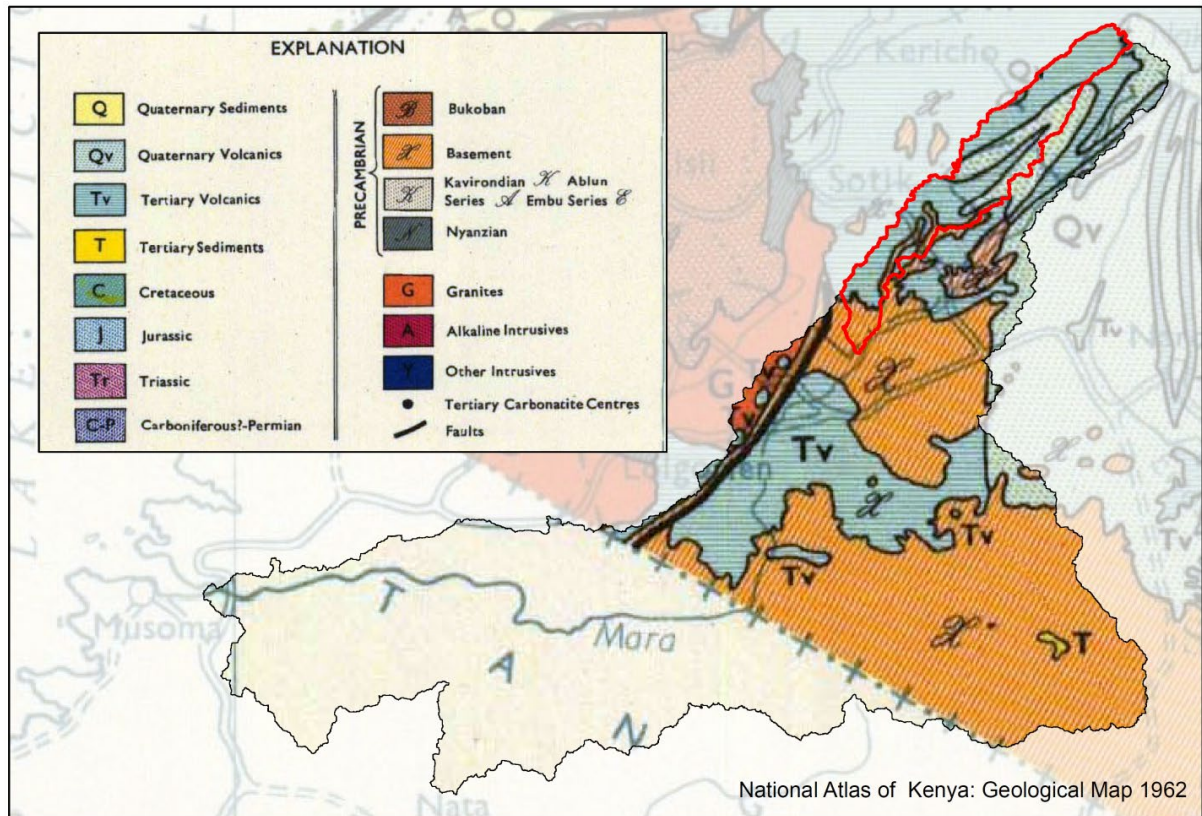 EXPLANATION
Q Quaternary Sediments
Qv Quaternary Volcanics
Tv Tertiary Volcanics
T Tertiary Sediments
C Cretaceous
J Jurassic
Tr Triassic
C-P Carboniferous?-Permian
PRECAMBRIAN
B Bukoban
X Basement
K Kavirondian K Ablun
Series A Embu Series E
N Nyanzian
G Granites
A Alkaline Intrusives
Y Other Intrusives
Tertiary Carbonatite Centres
Faults
Kericho
Q
X
N
Sotik
Qv
X
Tv
G
X
Tv
X
Tv
Tv
X
T
Musoma
Mara
T
A
N
Nata
National Atlas of Kenya: Geological Map 1962